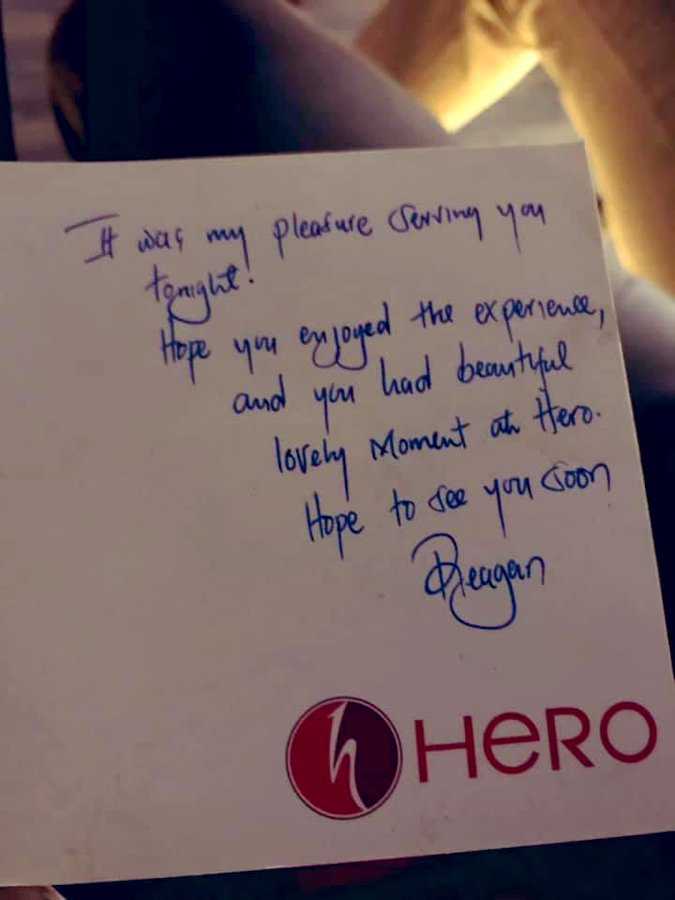 It was my pleasure serving you
tonight!
Hope you enjoyed the experience,
and you had beautiful
lovely Moment at Hero.
Hope to see you soon
Reagan
h HERO